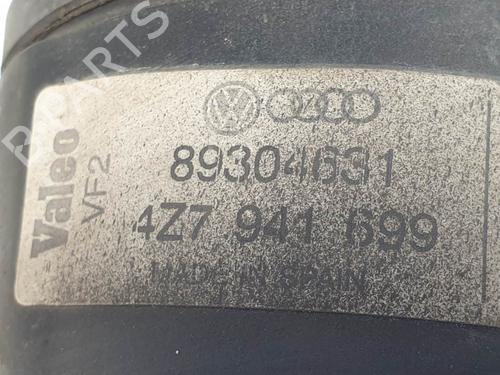 B-PARTS
Valeo
VF2
89304631
4Z7 941 699
MADE IN SPAIN